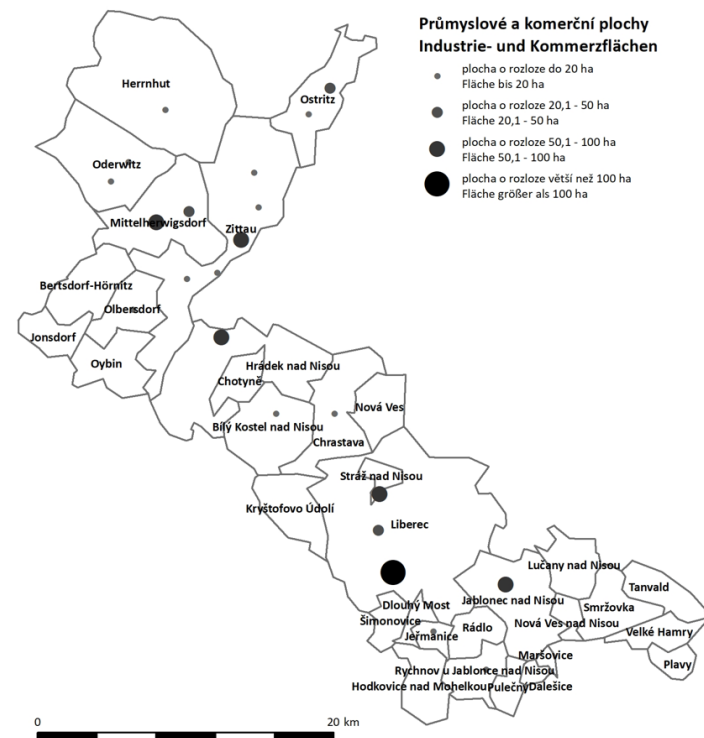 Průmyslové a komerční plochy
Industrie- und Kommerzflächen
plocha o rozloze do 20 ha
Fläche bis 20 ha
plocha o rozloze 20,1 - 50 ha
Fläche 20,1 - 50 ha
plocha o rozloze 50,1 - 100 ha
Fläche 50,1 - 100 ha
plocha o rozloze větší než 100 ha
Fläche größer als 100 ha
Herrnhut
Ostritz
Oderwitz
Mittelherwigsdorf
Zittau
Bertsdorf-Hörnitz
Olbersdorf
Jonsdorf
Oybin
Hrádek nad Nisou
Chotyně
Nová Ves
Bílý Kostel nad Nisou
Chrastava
Stráž nad Nisou
Kryštofovo Údolí
Liberec
Lučany nad Nisou
Tanvald
Dlouhý Most
Jablonec nad Nisou
Smržovka
Šimonovice
Jeřmanice
Rádlo
Nová Ves nad Nisou
Velké Hamry
Maršovice
Plavy
Rychnov u Jablonce nad Nisou
Hodkovice nad Mohelkou
Pulečný
Dalešice
0
20 km